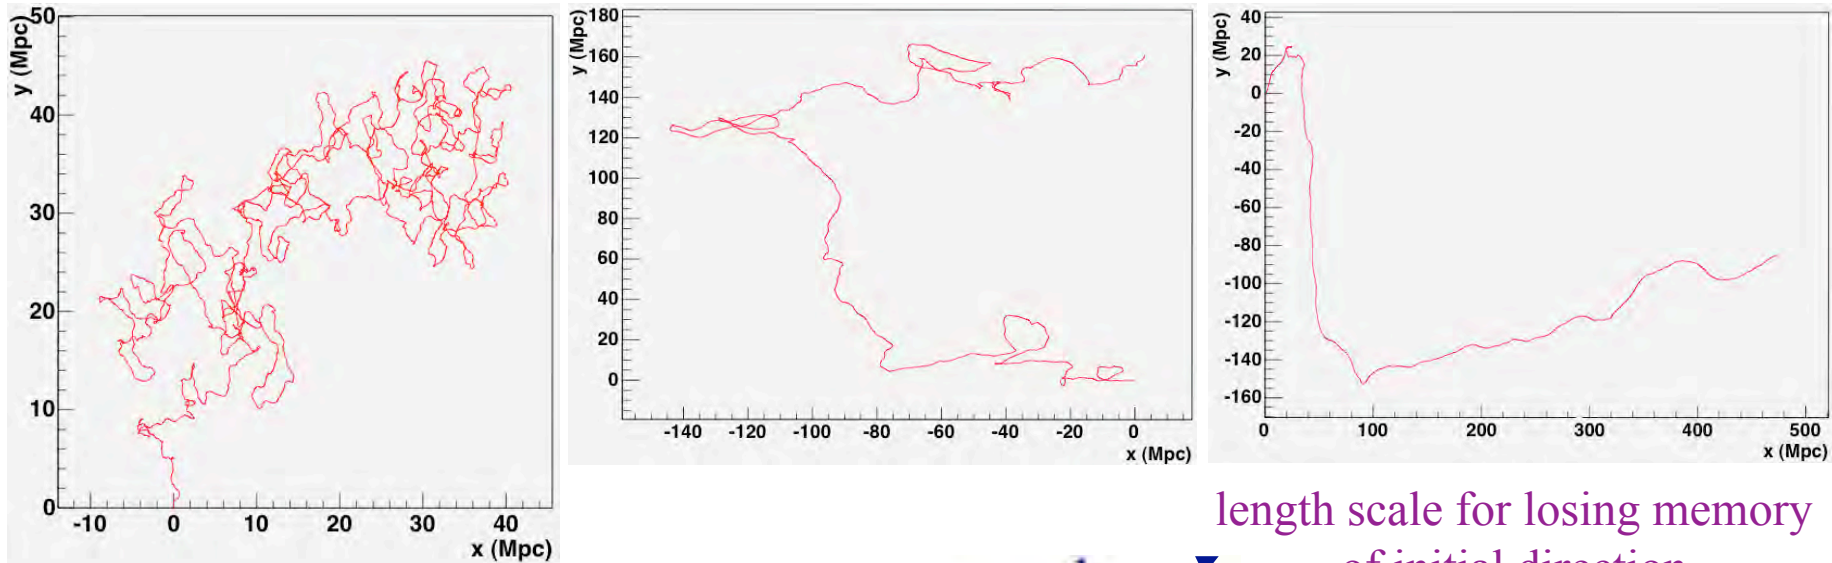 50
40
30
20
10
0
y (Mpc)
-10 0 10 20 30 40
x (Mpc)
180
160
140
120
100
80
60
40
20
0
y (Mpc)
-140 -120 -100 -80 -60 -40 -20 0
x (Mpc)
40
20
0
-20
-40
-60
-80
-100
-120
-140
-160
y (Mpc)
0 100 200 300 400 500
x (Mpc)
length scale for losing memory
of initial direction